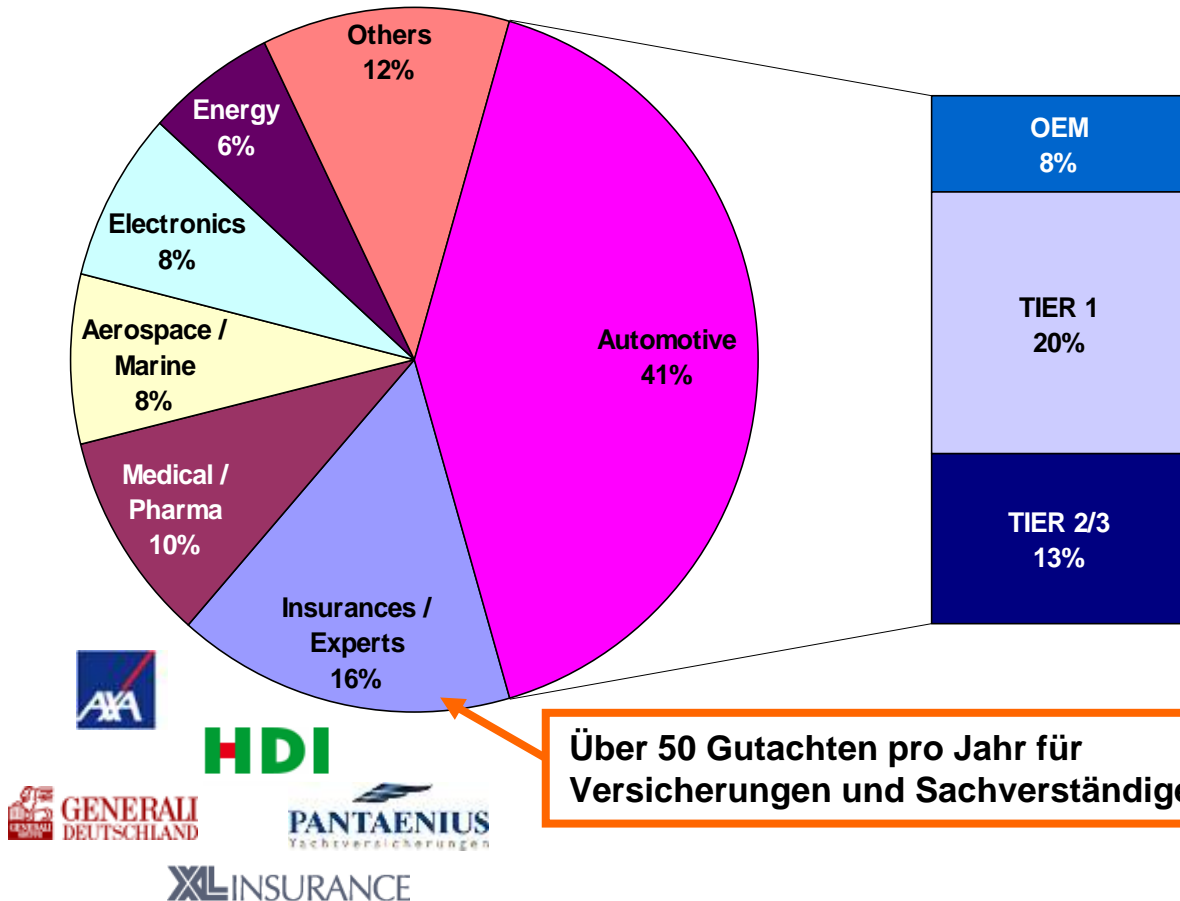 Others
12%
Energy
6%
Electronics
8%
Aerospace /
Marine
8%
Medical /
Pharma
10%
Insurances /
Experts
16%
Automotive
41%
OEM
8%
TIER 1
20%
TIER 2/3
13%
Über 50 Gutachten pro Jahr für
Versicherungen und Sachverständige
AXA
HDI
GENERALI
DEUTSCHLAND
PANTAENIUS
Yachtversicherungen
XL INSURANCE